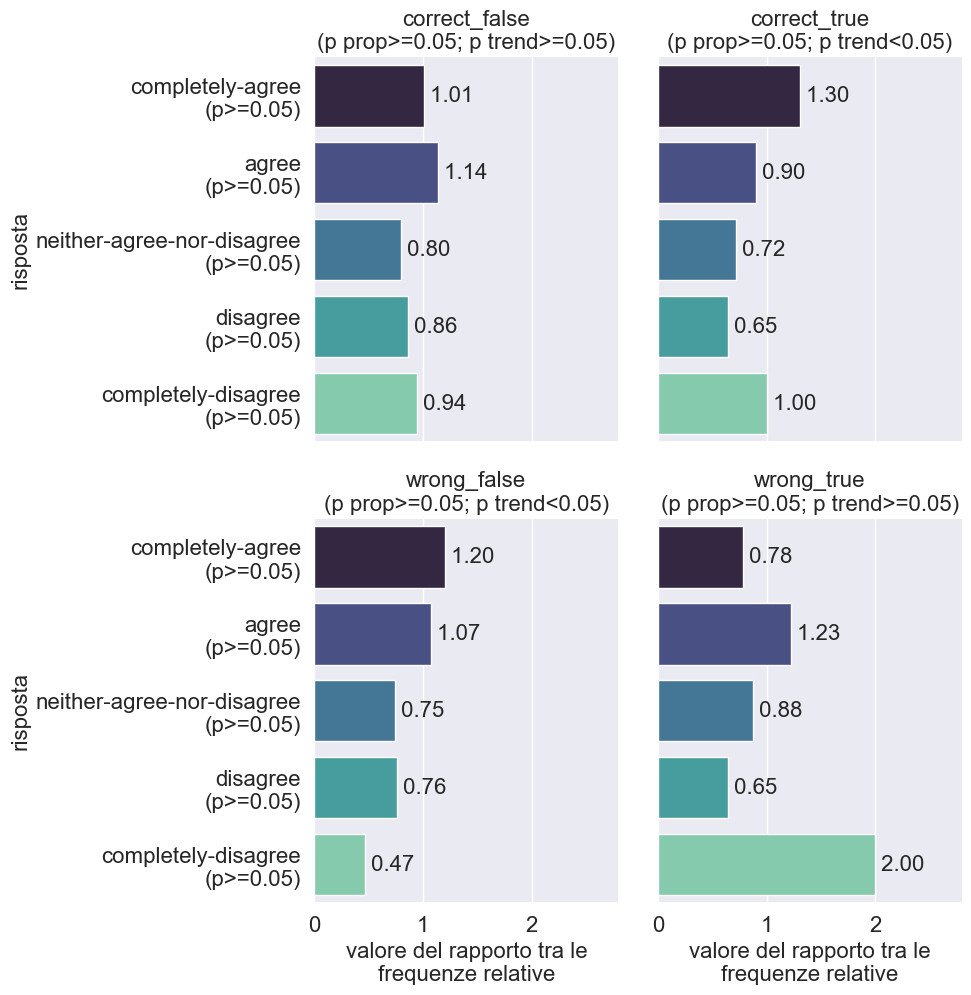 correct_false
(p prop>=0.05; p trend>=0.05)
correct_true
(p prop>=0.05; p trend<0.05)
risposta
completely-agree
(p>=0.05)
1.01
1.30
agree
(p>=0.05)
1.14
0.90
neither-agree-nor-disagree
(p>=0.05)
0.80
0.72
disagree
(p>=0.05)
0.86
0.65
completely-disagree
(p>=0.05)
0.94
1.00
wrong_false
(p prop>=0.05; p trend<0.05)
wrong_true
(p prop>=0.05; p trend>=0.05)
risposta
completely-agree
(p>=0.05)
1.20
0.78
agree
(p>=0.05)
1.07
1.23
neither-agree-nor-disagree
(p>=0.05)
0.75
0.88
disagree
(p>=0.05)
0.76
0.65
completely-disagree
(p>=0.05)
0.47
2.00
0 1 2
0 1 2
valore del rapporto tra le
frequenze relative
valore del rapporto tra le
frequenze relative